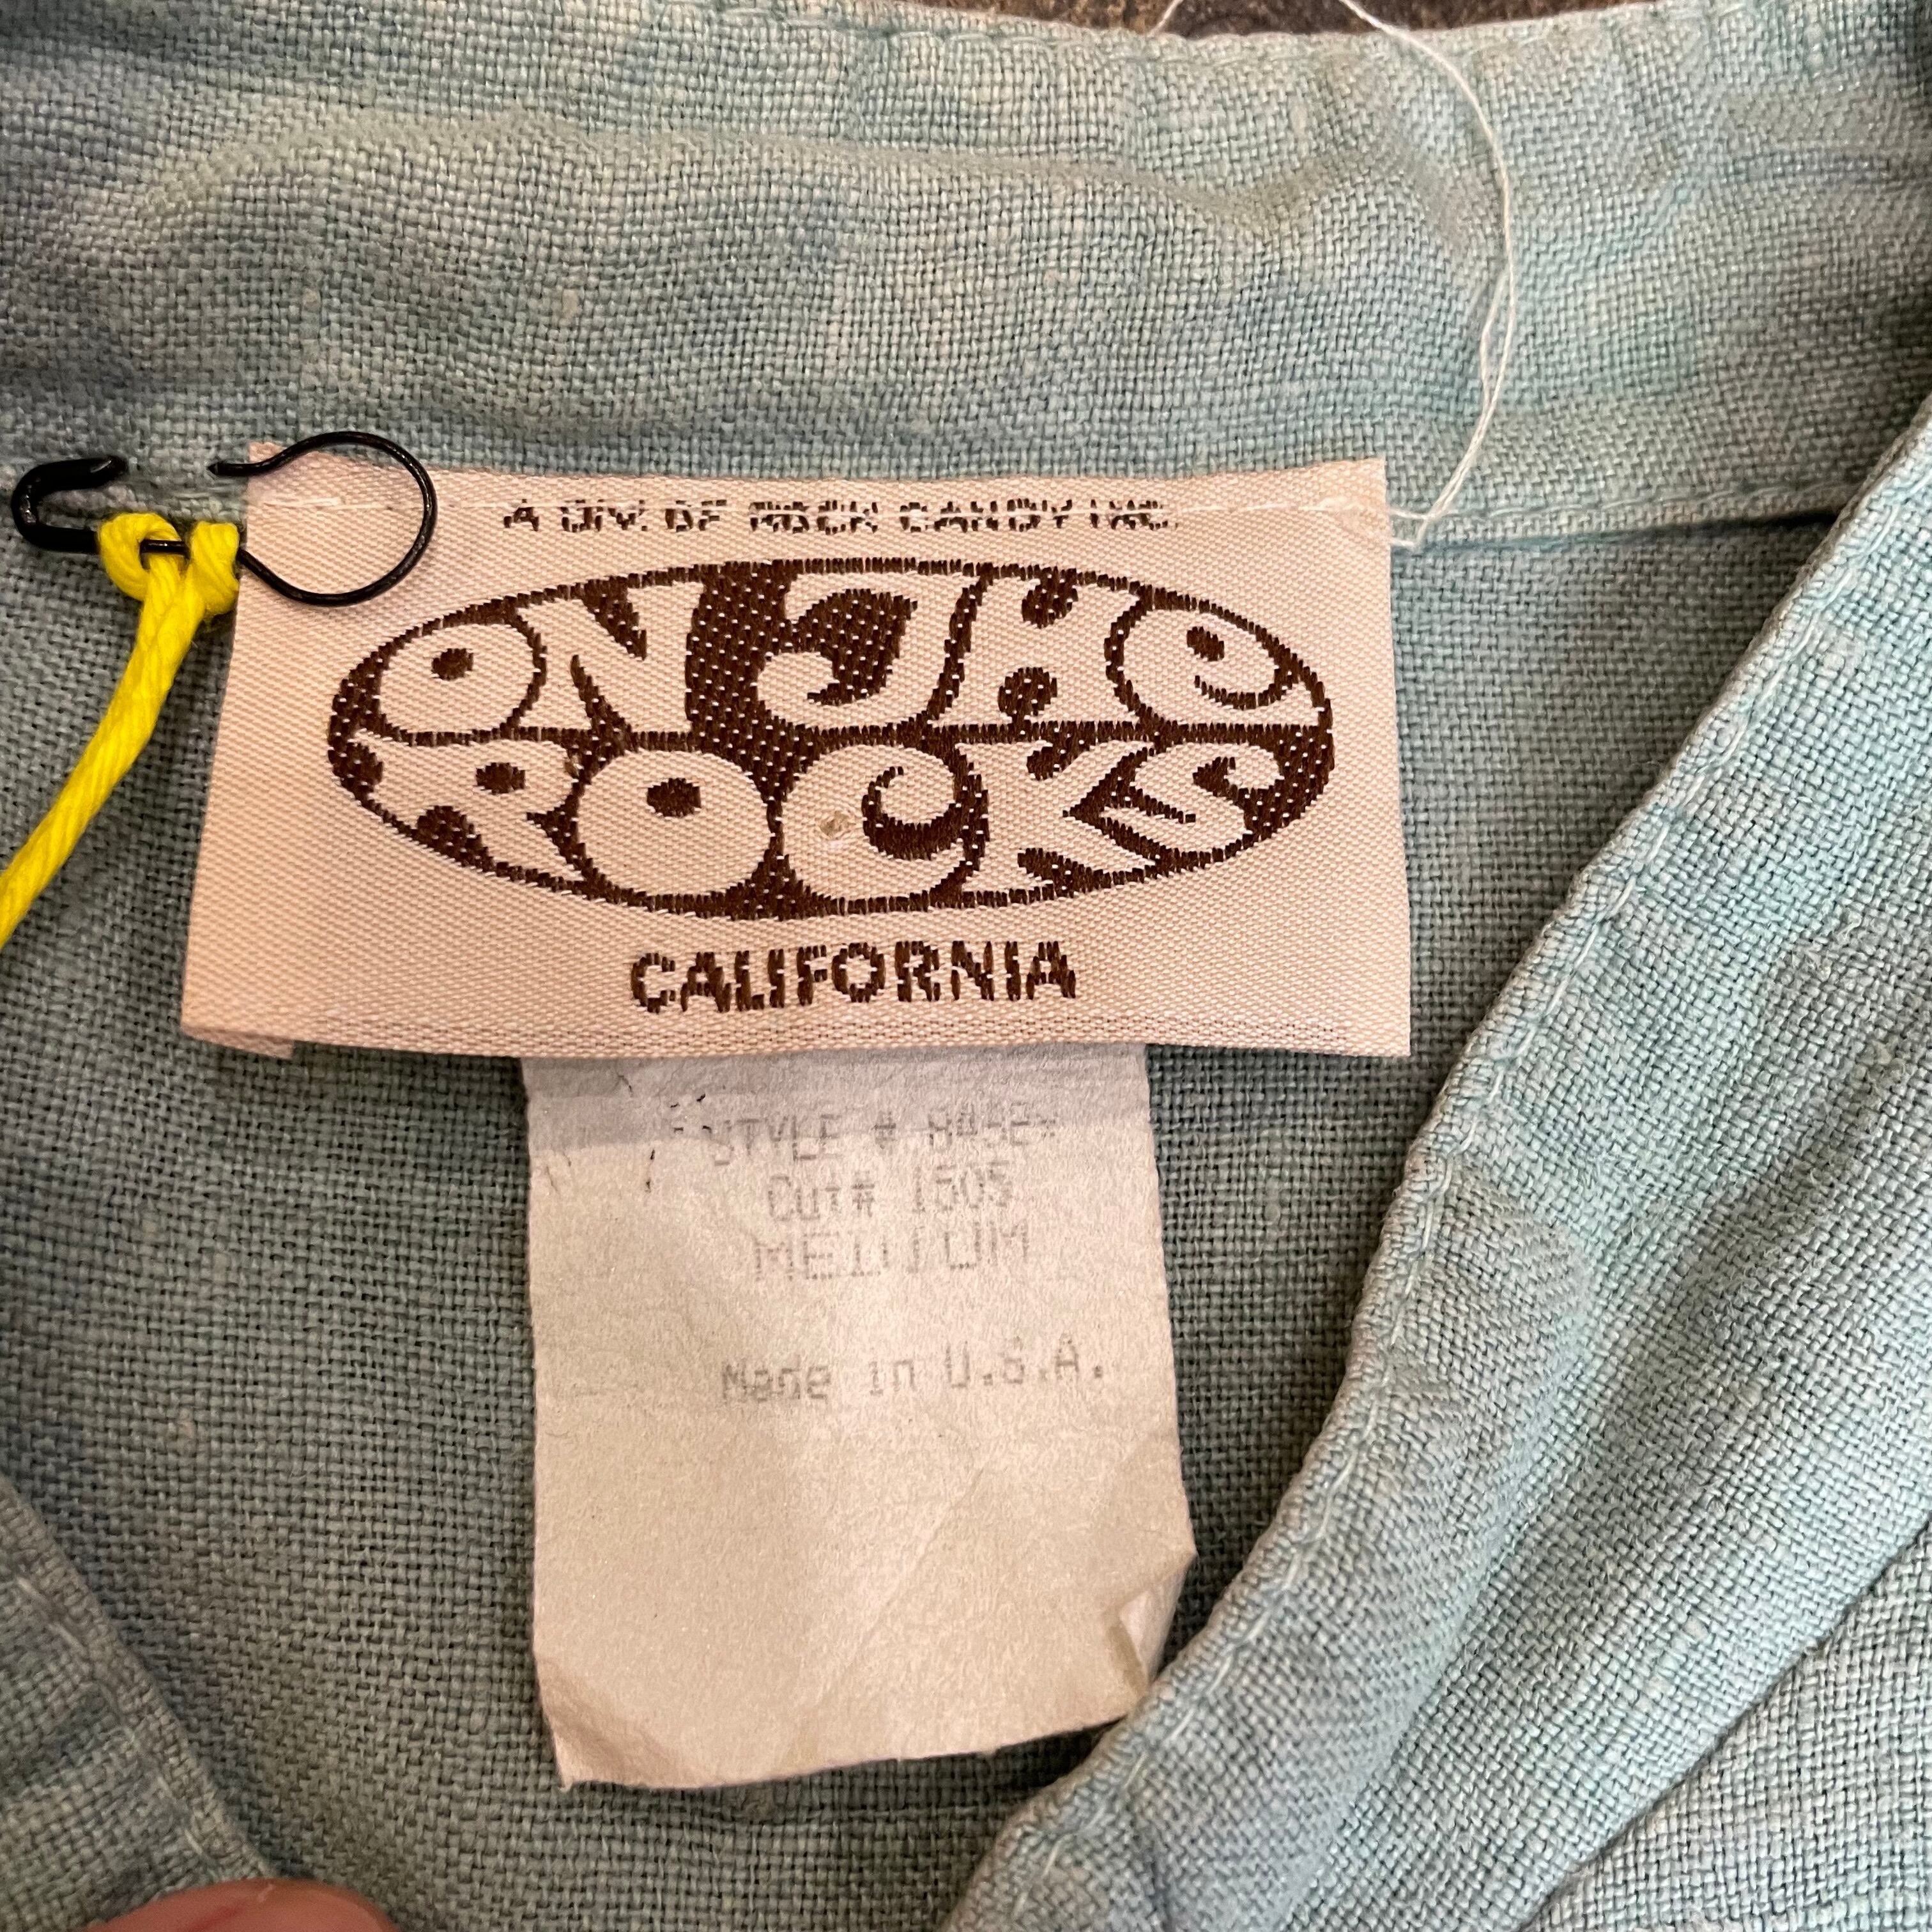 A DIV. OF ROCK CANDY INC.
ON THE
ROCKS
CALIFORNIA
STYLE #
Cut# 1505
MEDIUM
Made in U.S.A.